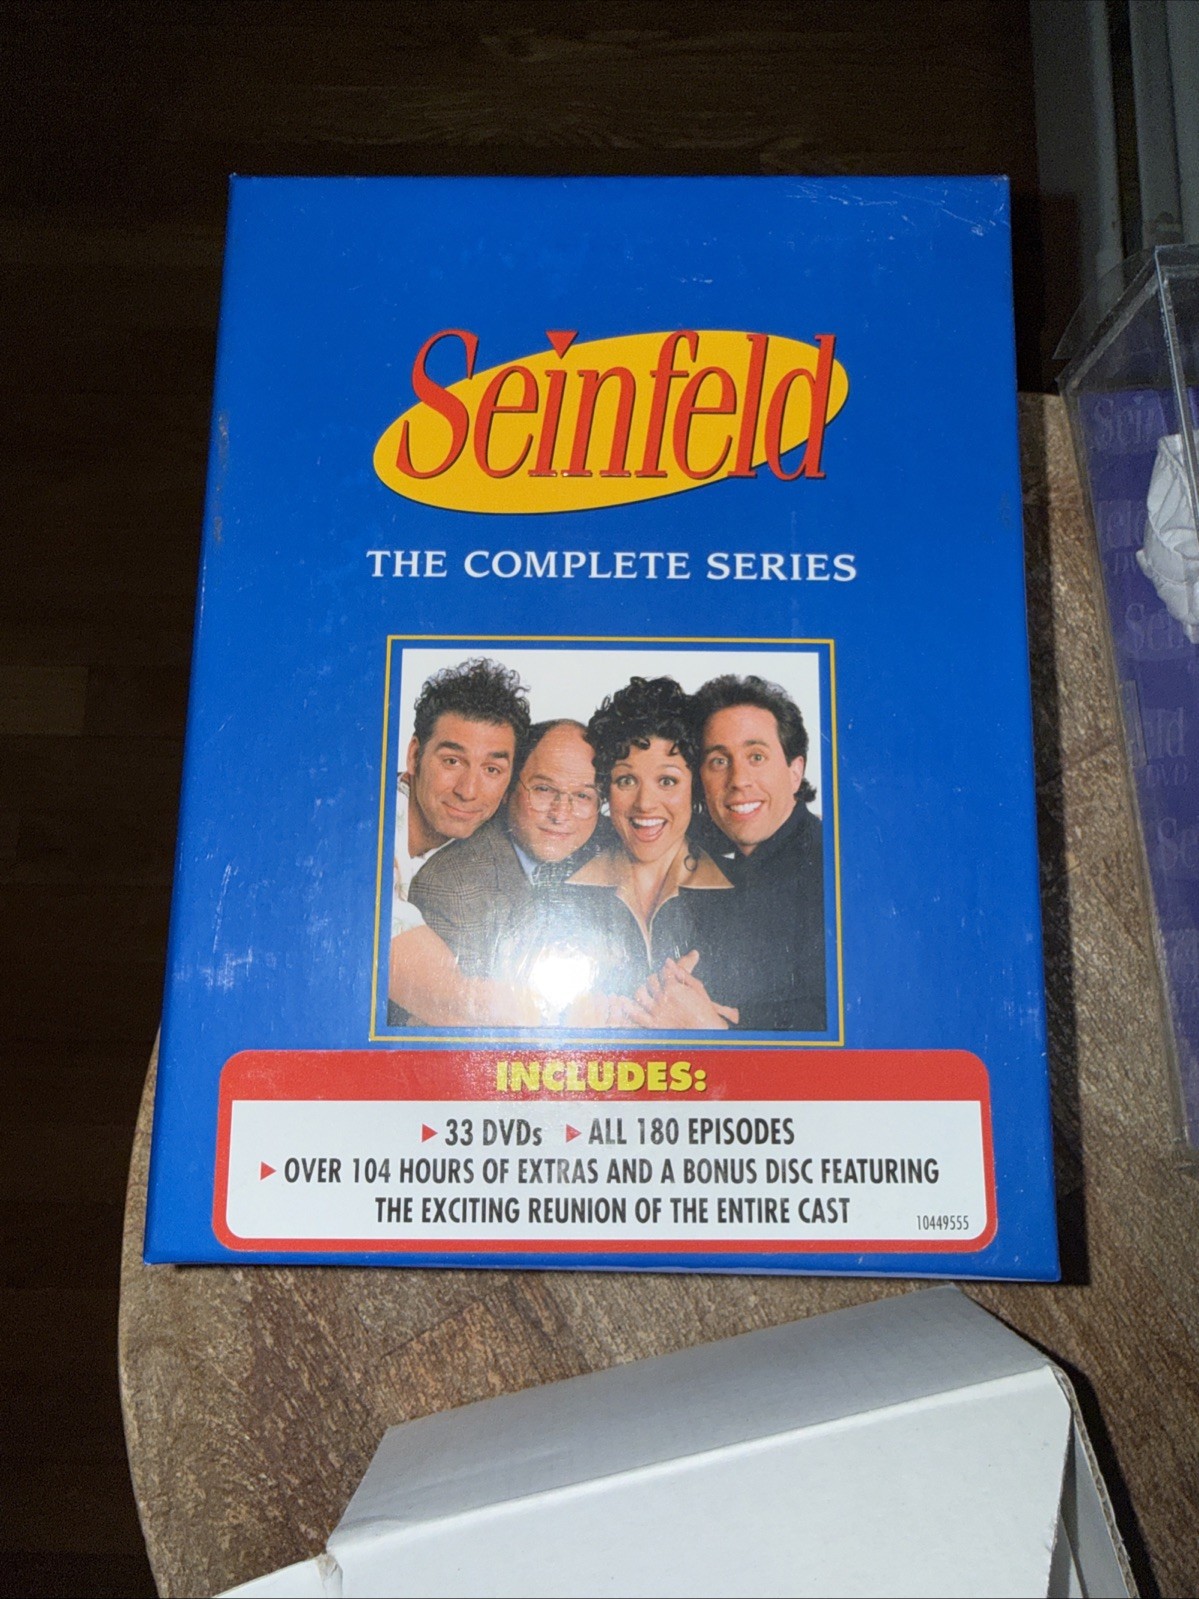 Seinfeld
THE COMPLETE SERIES
INCLUDES:
▶ 33 DVDs ▶ ALL 180 EPISODES
▶ OVER 104 HOURS OF EXTRAS AND A BONUS DISC FEATURING
THE EXCITING REUNION OF THE ENTIRE CAST
10449555